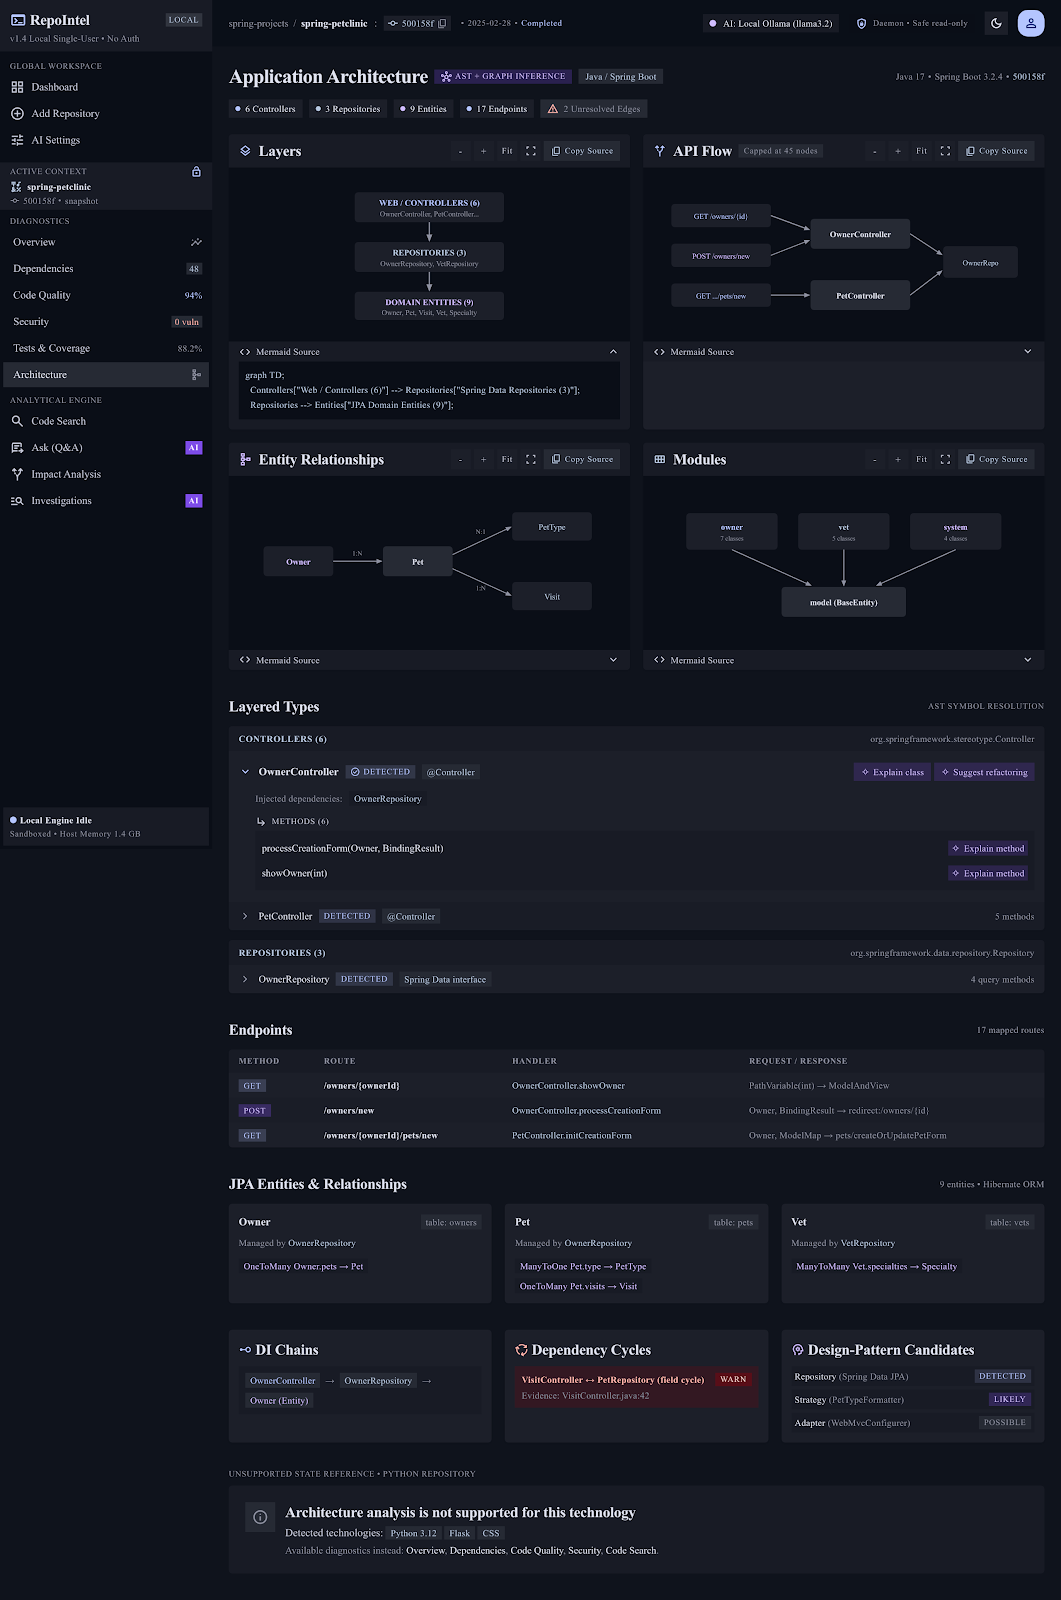 RepoIntel
LOCAL
v1.4 Local Single-User • No Auth
GLOBAL WORKSPACE
Dashboard
Add Repository
AI Settings
ACTIVE CONTEXT
spring-petclinic
500158f • snapshot
DIAGNOSTICS
Overview
Dependencies 48
Code Quality 94%
Security 0 vuln
Tests & Coverage 88.2%
Architecture
ANALYTICAL ENGINE
Code Search
Ask (Q&A) AI
Impact Analysis
Investigations AI
Local Engine Idle
Sandboxed • Host Memory 1.4 GB
spring-projects / spring-petclinic : 500158f • 2025-02-28 • Completed
AI: Local Ollama (llama3.2)
Daemon • Safe read-only
Application Architecture AST + GRAPH INFERENCE Java / Spring Boot
Java 17 • Spring Boot 3.2.4 • 500158f
6 Controllers 3 Repositories 9 Entities 17 Endpoints 2 Unresolved Edges
Layers - + Fit Copy Source
WEB / CONTROLLERS (6)
OwnerController, PetController...
REPOSITORIES (3)
OwnerRepository, VetRepository
DOMAIN ENTITIES (9)
Owner, Pet, Visit, Vet, Specialty
Mermaid Source
graph TD;
Controllers["Web / Controllers (6)"] --> Repositories["Spring Data Repositories (3)"];
Repositories --> Entities["JPA Domain Entities (9)"];
API Flow Capped at 45 nodes - + Fit Copy Source
GET /owners/{id}
POST /owners/new
GET .../pets/new
OwnerController
PetController
OwnerRepo
Mermaid Source
Entity Relationships - + Fit Copy Source
Owner
1:N
Pet
N:1
PetType
1:N
Visit
Mermaid Source
Modules - + Fit Copy Source
owner
7 classes
vet
5 classes
system
4 classes
model (BaseEntity)
Mermaid Source
Layered Types
AST SYMBOL RESOLUTION
CONTROLLERS (6)
org.springframework.stereotype.Controller
OwnerController DETECTED @Controller
Explain class Suggest refactoring
Injected dependencies: OwnerRepository
METHODS (6)
processCreationForm(Owner, BindingResult) Explain method
showOwner(int) Explain method
PetController DETECTED @Controller 5 methods
REPOSITORIES (3)
org.springframework.data.repository.Repository
OwnerRepository DETECTED Spring Data interface 4 query methods
Endpoints
17 mapped routes
METHOD ROUTE HANDLER REQUEST / RESPONSE
GET /owners/{ownerId} OwnerController.showOwner PathVariable(int) → ModelAndView
POST /owners/new OwnerController.processCreationForm Owner, BindingResult → redirect:/owners/{id}
GET /owners/{ownerId}/pets/new PetController.initCreationForm Owner, ModelMap → pets/createOrUpdatePetForm
JPA Entities & Relationships
9 entities • Hibernate ORM
Owner table: owners
Managed by OwnerRepository
OneToMany Owner.pets → Pet
Pet table: pets
Managed by OwnerRepository
ManyToOne Pet.type → PetType
OneToMany Pet.visits → Visit
Vet table: vets
Managed by VetRepository
ManyToMany Vet.specialties → Specialty
DI Chains
OwnerController → OwnerRepository →
Owner (Entity)
Dependency Cycles
VisitController ↔ PetRepository (field cycle) WARN
Evidence: VisitController.java:42
Design-Pattern Candidates
Repository (Spring Data JPA) DETECTED
Strategy (PetTypeFormatter) LIKELY
Adapter (WebMvcConfigurer) POSSIBLE
UNSUPPORTED STATE REFERENCE • PYTHON REPOSITORY
Architecture analysis is not supported for this technology
Detected technologies: Python 3.12 Flask CSS
Available diagnostics instead: Overview, Dependencies, Code Quality, Security, Code Search.